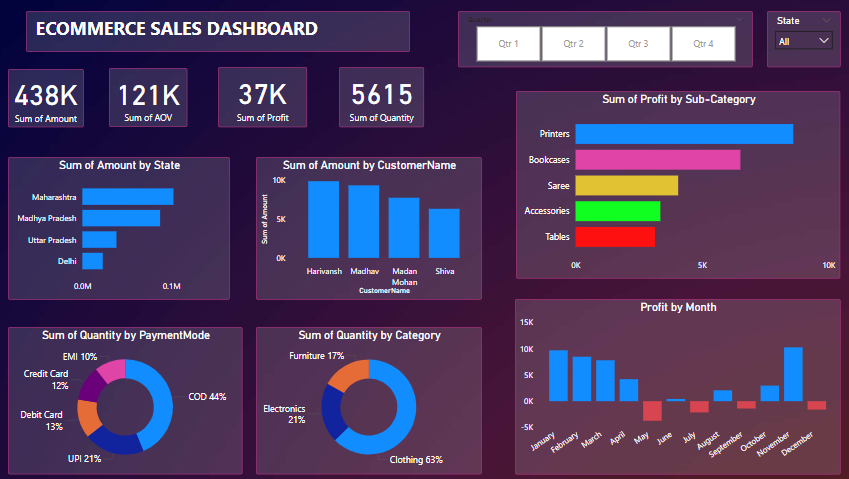 ECOMMERCE SALES DASHBOARD
Quarter
Qtr 1
Qtr 2
Qtr 3
Qtr 4
State
All
438K
Sum of Amount
121K
Sum of AOV
37K
Sum of Profit
5615
Sum of Quantity
Sum of Profit by Sub-Category
Printers
Bookcases
Saree
Accessories
Tables
0K
5K
10K
Sum of Amount by State
Maharashtra
Madhya Pradesh
Uttar Pradesh
Delhi
0.0M
0.1M
Sum of Amount by CustomerName
10K
5K
0K
Sum of Amount
Harivansh
Madhav
Madan
Mohan
Shiva
CustomerName
Profit by Month
15K
10K
5K
0K
-5K
January
February
March
April
May
June
July
August
September
October
November
December
Sum of Quantity by PaymentMode
EMI 10%
Credit Card
12%
Debit Card
13%
UPI 21%
COD 44%
Sum of Quantity by Category
Furniture 17%
Electronics
21%
Clothing 63%